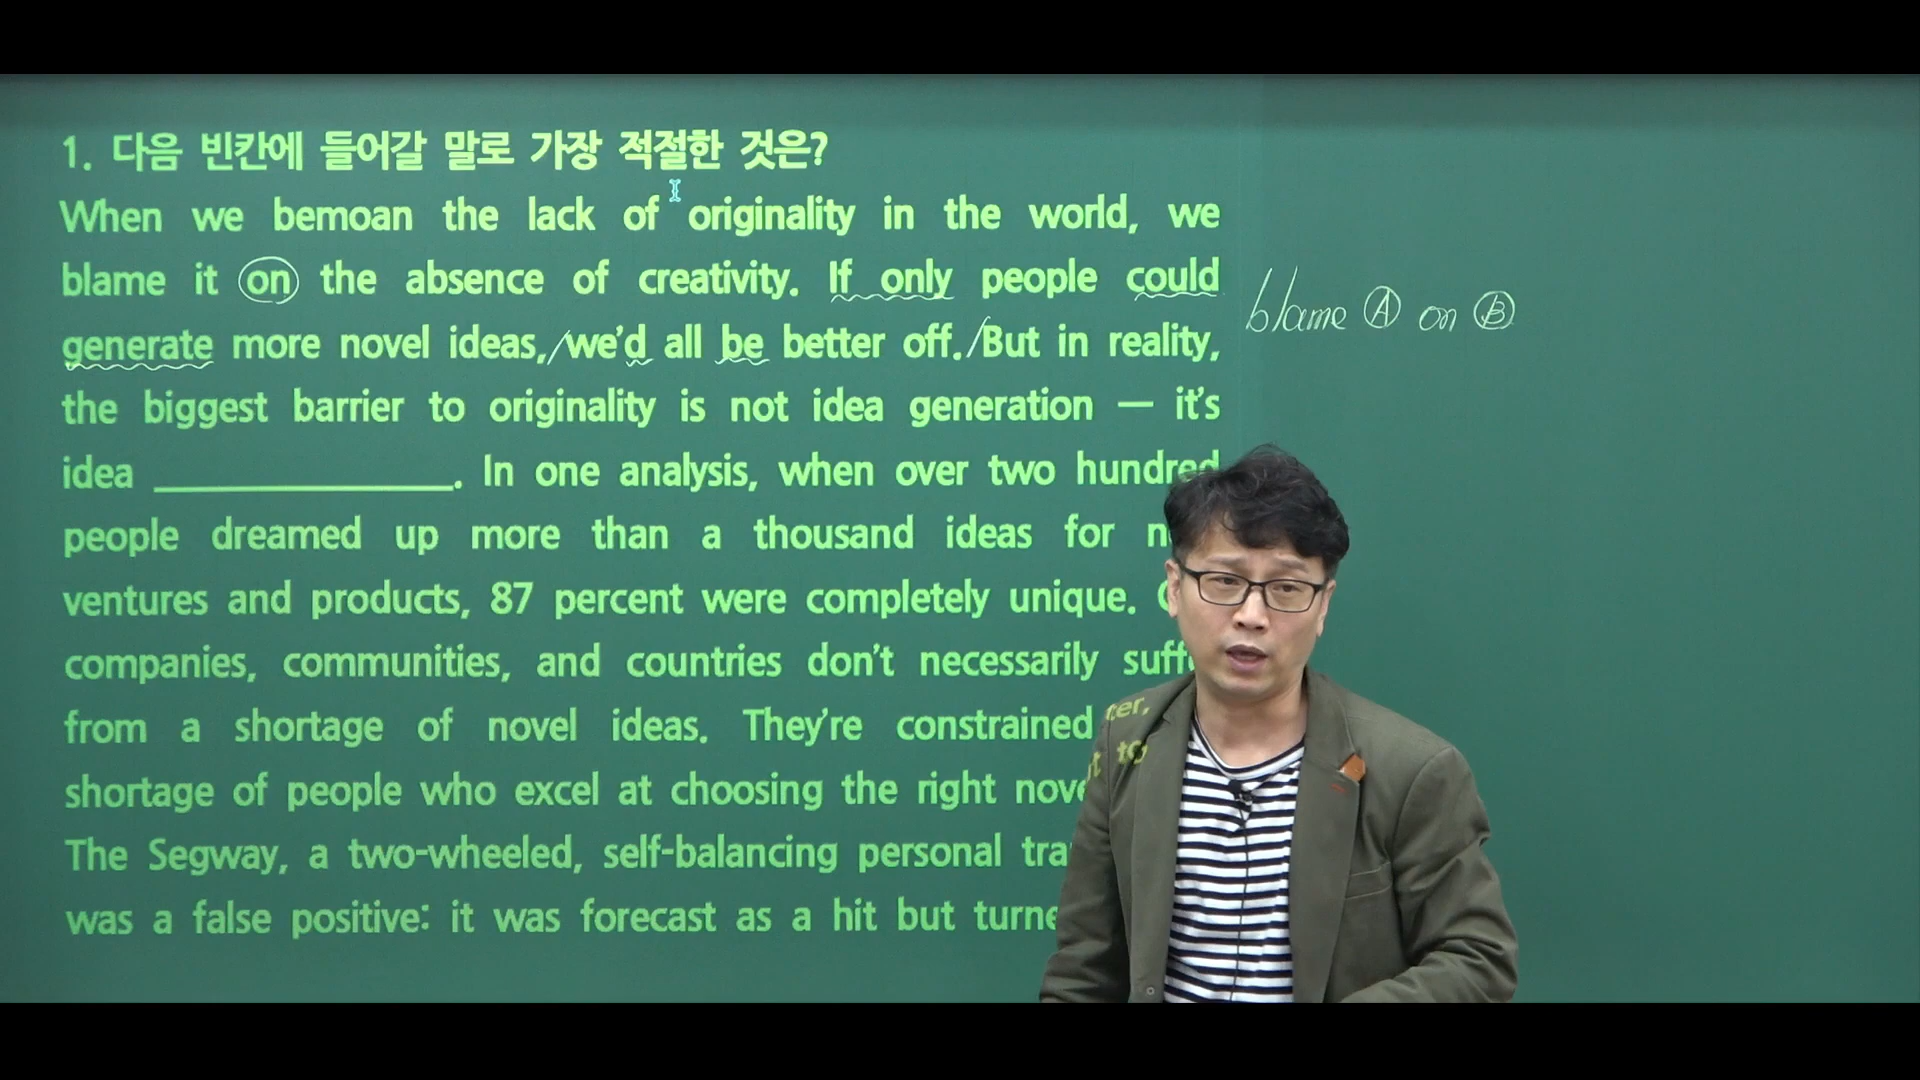 1. 다음 빈칸에 들어갈 말로 가장 적절한 것은?
When we bemoan the lack of originality in the world, we
blame it on the absence of creativity. If only people could
generate more novel ideas, we'd all be better off. But in reality,
the biggest barrier to originality is not idea generation — it's
idea ______________. In one analysis, when over two hundred
people dreamed up more than a thousand ideas for
ventures and products, 87 percent were completely unique.
companies, communities, and countries don't necessarily
from a shortage of novel ideas. They're constrained
shortage of people who excel at choosing the right
The Segway, a two-wheeled, self-balancing personal
was a false positive: it was forecast as a hit but
blame Ⓐ on Ⓑ